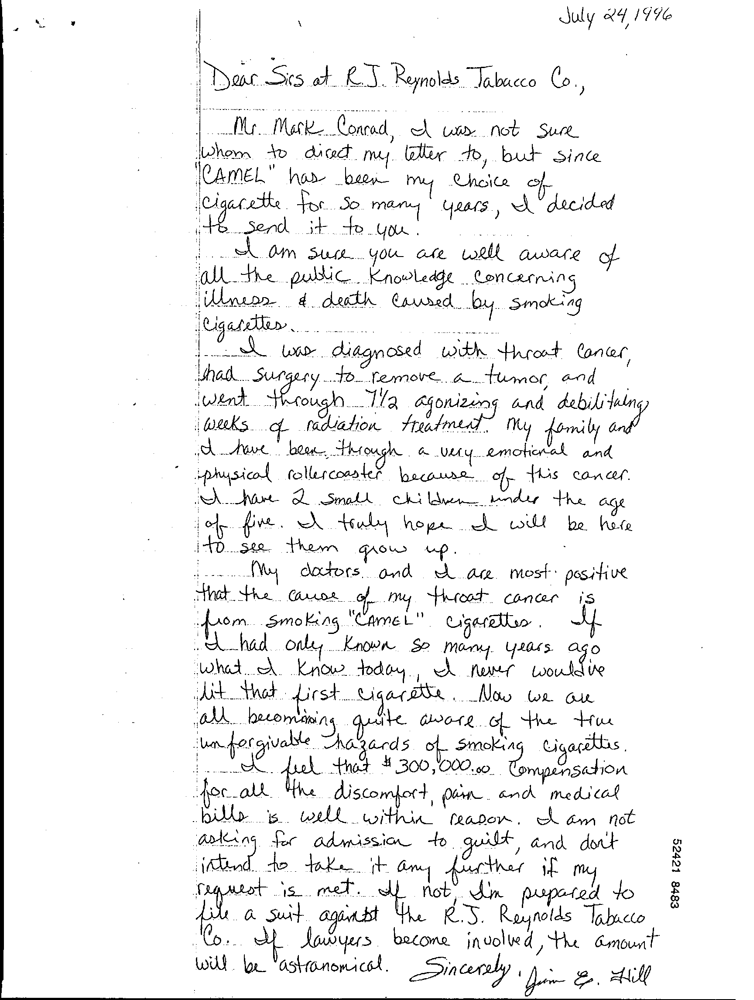 July 24, 1996
Dear Sirs at R.J. Reynolds Tabacco Co.,
Mr. Mark Conrad, I was not sure
whom to direct my letter to, but since
"CAMEL" has been my choice of
cigarette for so many years, I decided
to send it to you.
I am sure you are well aware of
all the public knowledge concerning
illness & death caused by smoking
cigarettes.
I was diagnosed with throat cancer,
had surgery to remove a tumor, and
went through 7 1/2 agonizing and debilitaing
weeks of radiation treatment. My family and
I have been through a very emotional and
physical rollercoaster because of this cancer.
I have 2 small children under the age
of five. I truly hope I will be here
to see them grow up.
My doctors and I are most positive
that the cause of my throat cancer is
from smoking "CAMEL" cigarettes. If
I had only known so many years ago
what I know today, I never would've
lit that first cigarette. Now we are
all becomming quite aware of the true
unforgivable hazards of smoking cigarettes.
I feel that $300,000.00 compensation
for all the discomfort, pain and medical
bills is well within reason. I am not
asking for admission to guilt, and don't
intend to take it any further if my
request is met. If not, I'm prepared to
file a suit against the R.J. Reynolds Tabacco
Co. If lawyers become involved, the amount
will be astranomical. Sincerely, Jim E. Hill
52421 8483